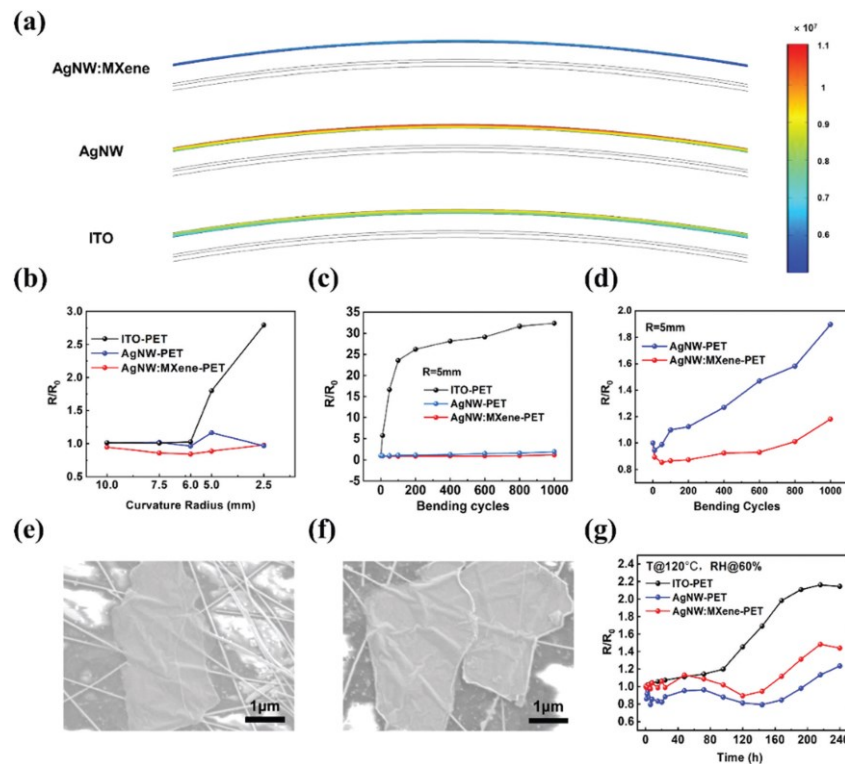 (a)
× 10⁷
1.1
AgNW:MXene
1
0.9
AgNW
0.8
0.7
ITO
0.6
(b)
(c)
(d)
3.0
2.5
2.0
1.5
1.0
0.5
R/R₀
ITO-PET
AgNW-PET
AgNW:MXene-PET
10.0 7.5 6.0 5.0 2.5
Curvature Radius (mm)
35
30
25
20
15
10
5
0
-5
R/R₀
R=5mm
ITO-PET
AgNW-PET
AgNW:MXene-PET
0 200 400 600 800 1000
Bending cycles
2.0
1.8
1.6
1.4
1.2
1.0
0.8
R/R₀
R=5mm
AgNW-PET
AgNW:MXene-PET
0 200 400 600 800 1000
Bending Cycles
(e)
(f)
(g)
1μm
1μm
2.4
2.2
2.0
1.8
1.6
1.4
1.2
1.0
0.8
0.6
R/R₀
T@120°C, RH@60%
ITO-PET
AgNW-PET
AgNW:MXene-PET
0 40 80 120 160 200 240
Time (h)